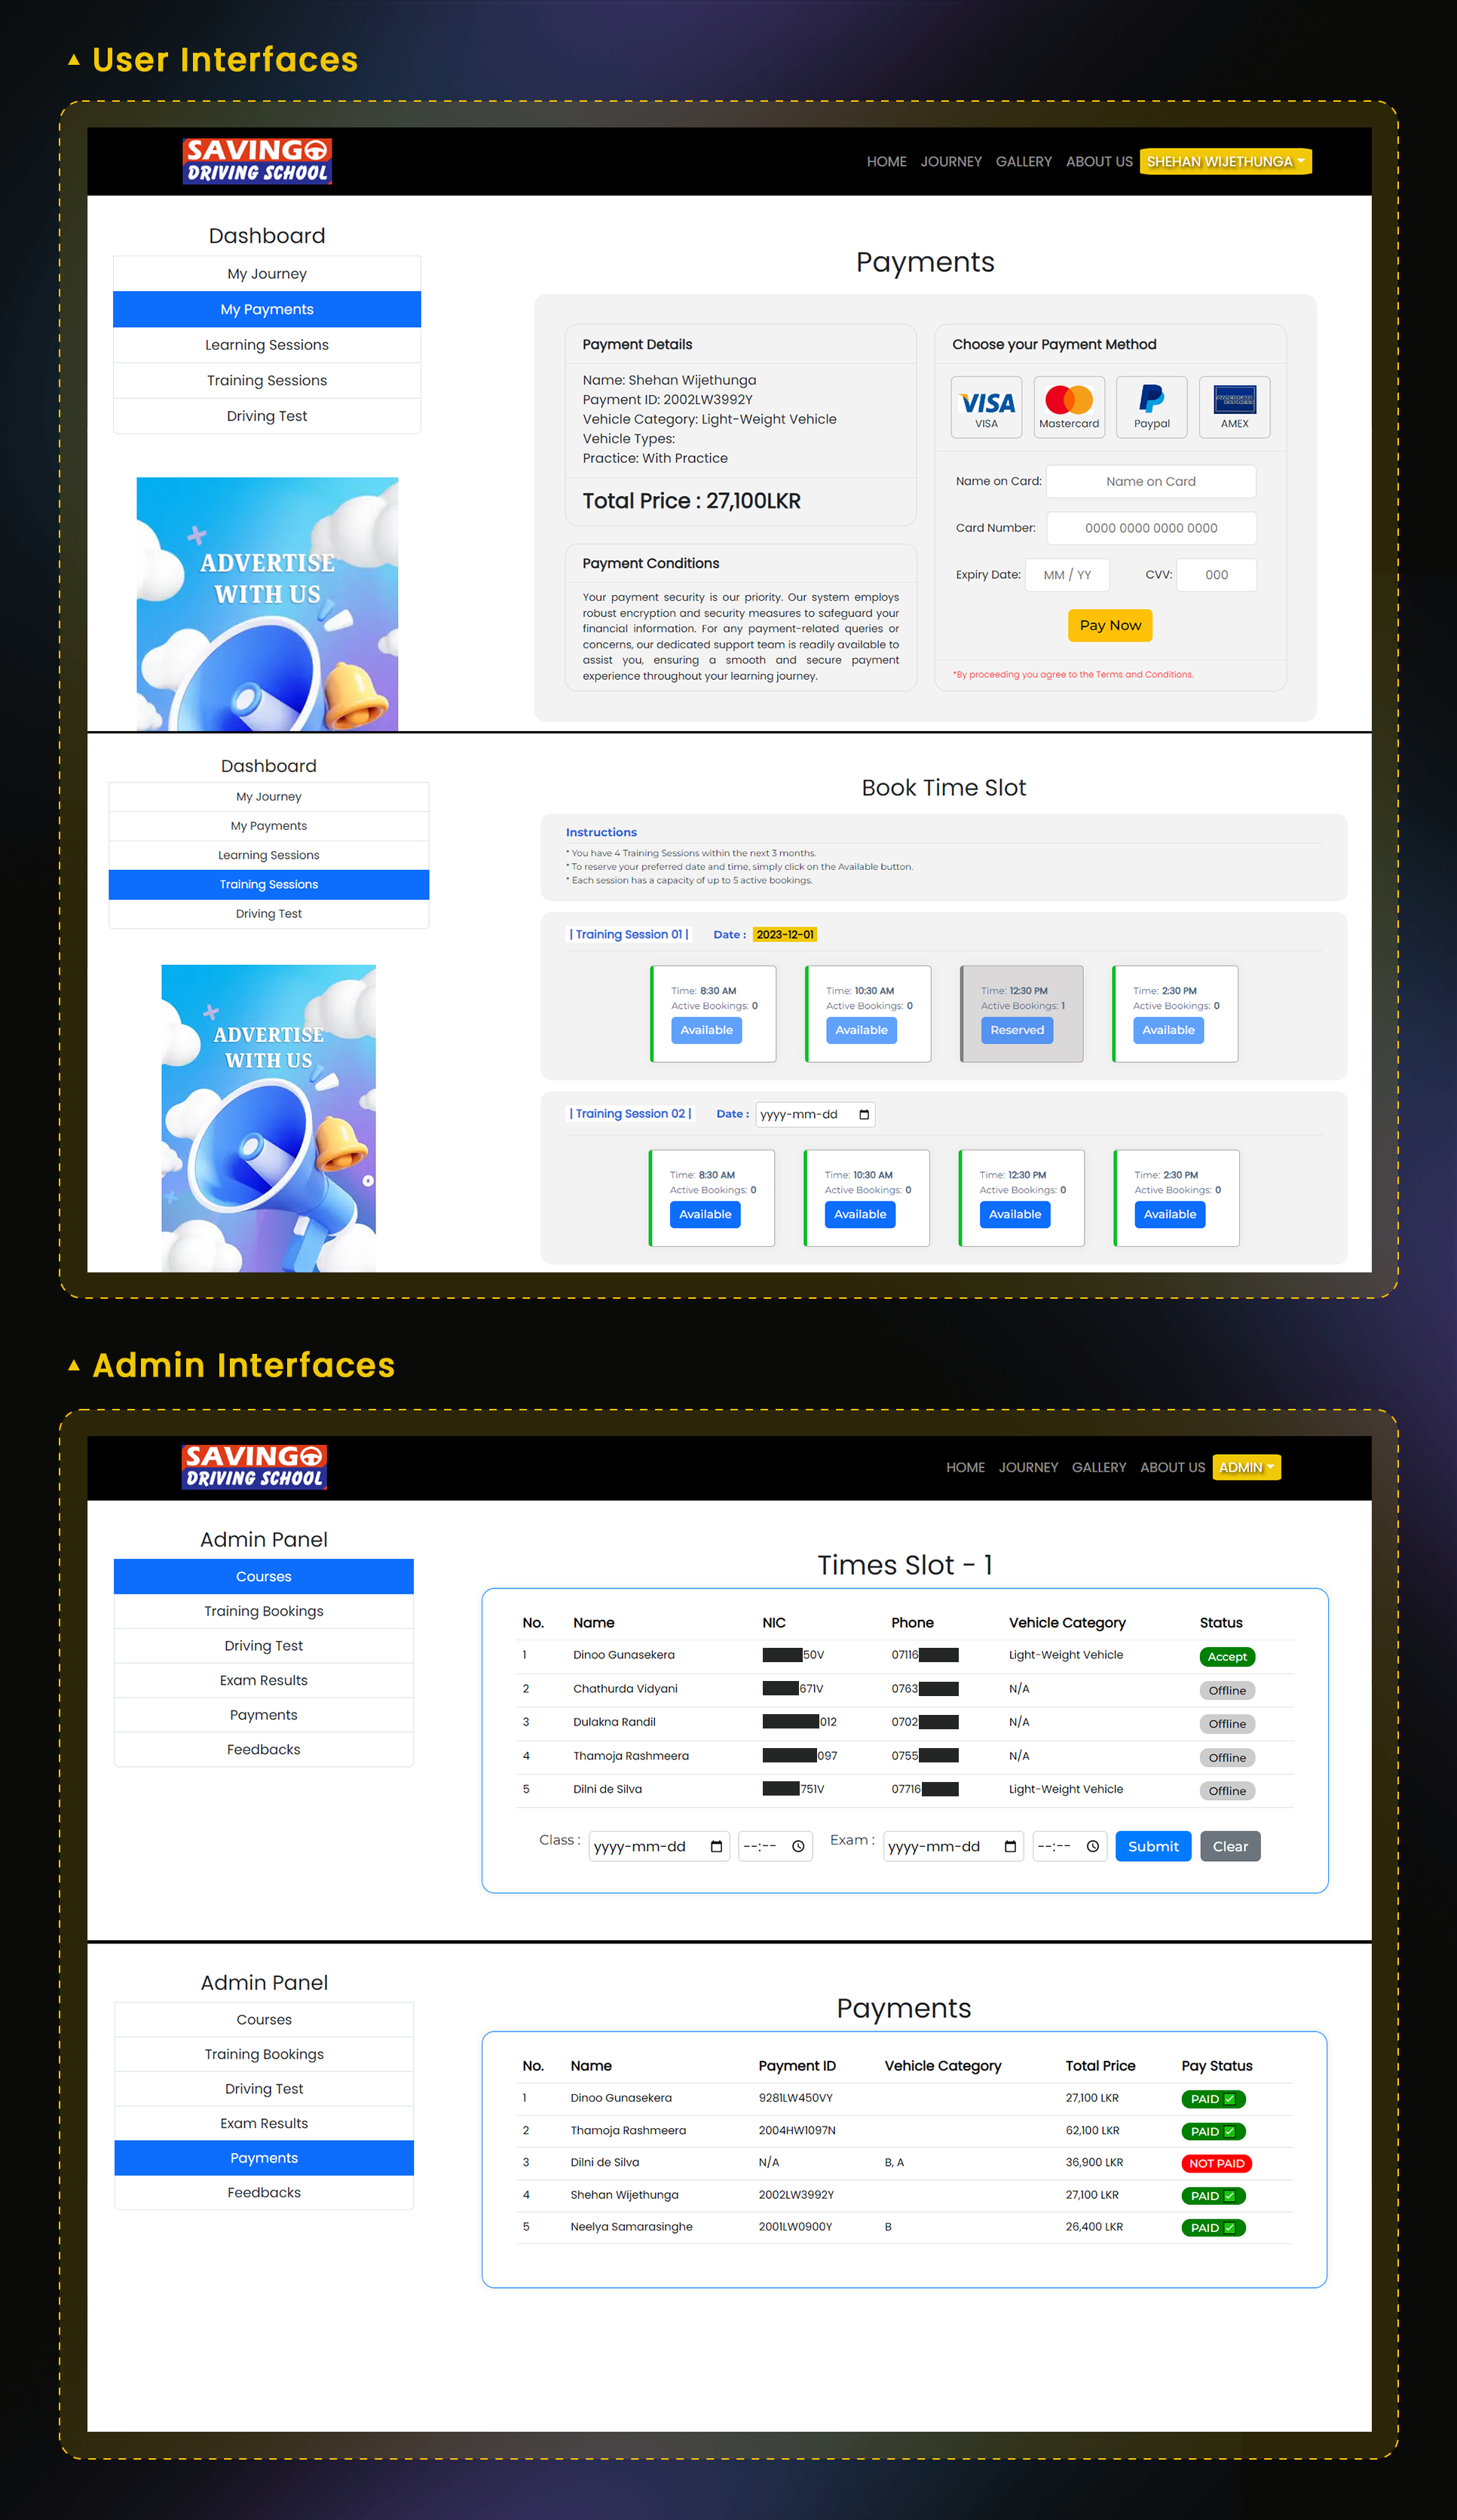 ▲ User Interfaces
SAVINGO
DRIVING SCHOOL
HOME JOURNEY GALLERY ABOUT US SHEHAN WIJETHUNGA
Dashboard
My Journey
My Payments
Learning Sessions
Training Sessions
Driving Test
ADVERTISE
WITH US
Payments
Payment Details
Name: Shehan Wijethunga
Payment ID: 2002LW3992Y
Vehicle Category: Light-Weight Vehicle
Vehicle Types:
Practice: With Practice
Total Price : 27,100LKR
Payment Conditions
Your payment security is our priority. Our system employs
robust encryption and security measures to safeguard your
financial information. For any payment-related queries or
concerns, our dedicated support team is readily available to
assist you, ensuring a smooth and secure payment
experience throughout your learning journey.
Choose your Payment Method
VISA
AMERICAN EXPRESS
VISA Mastercard Paypal AMEX
Name on Card: Name on Card
Card Number: 0000 0000 0000 0000
Expiry Date: MM / YY CVV: 000
Pay Now
*By proceeding you agree to the Terms and Conditions.
Dashboard
My Journey
My Payments
Learning Sessions
Training Sessions
Driving Test
ADVERTISE
WITH US
Book Time Slot
Instructions
* You have 4 Training Sessions within the next 3 months.
* To reserve your preferred date and time, simply click on the Available button.
* Each session has a capacity of up to 5 active bookings.
| Training Session 01 | Date : 2023-12-01
Time: 8:30 AM Time: 10:30 AM Time: 12:30 PM Time: 2:30 PM
Active Bookings: 0 Active Bookings: 0 Active Bookings: 1 Active Bookings: 0
Available Available Reserved Available
| Training Session 02 | Date : yyyy-mm-dd
Time: 8:30 AM Time: 10:30 AM Time: 12:30 PM Time: 2:30 PM
Active Bookings: 0 Active Bookings: 0 Active Bookings: 0 Active Bookings: 0
Available Available Available Available
▲ Admin Interfaces
SAVINGO
DRIVING SCHOOL
HOME JOURNEY GALLERY ABOUT US ADMIN
Admin Panel
Courses
Training Bookings
Driving Test
Exam Results
Payments
Feedbacks
Times Slot - 1
No. Name NIC Phone Vehicle Category Status
1 Dinoo Gunasekera 50V 07116 Light-Weight Vehicle Accept
2 Chathurda Vidyani 671V 0763 N/A Offline
3 Dulakna Randil 012 0702 N/A Offline
4 Thamoja Rashmeera 097 0755 N/A Offline
5 Dilni de Silva 751V 07716 Light-Weight Vehicle Offline
Class : yyyy-mm-dd --:-- Exam : yyyy-mm-dd --:-- Submit Clear
Admin Panel
Courses
Training Bookings
Driving Test
Exam Results
Payments
Feedbacks
Payments
No. Name Payment ID Vehicle Category Total Price Pay Status
1 Dinoo Gunasekera 9281LW450VY 27,100 LKR PAID ✅
2 Thamoja Rashmeera 2004HW1097N 62,100 LKR PAID ✅
3 Dilni de Silva N/A B, A 36,900 LKR NOT PAID
4 Shehan Wijethunga 2002LW3992Y 27,100 LKR PAID ✅
5 Neelya Samarasinghe 2001LW0900Y B 26,400 LKR PAID ✅